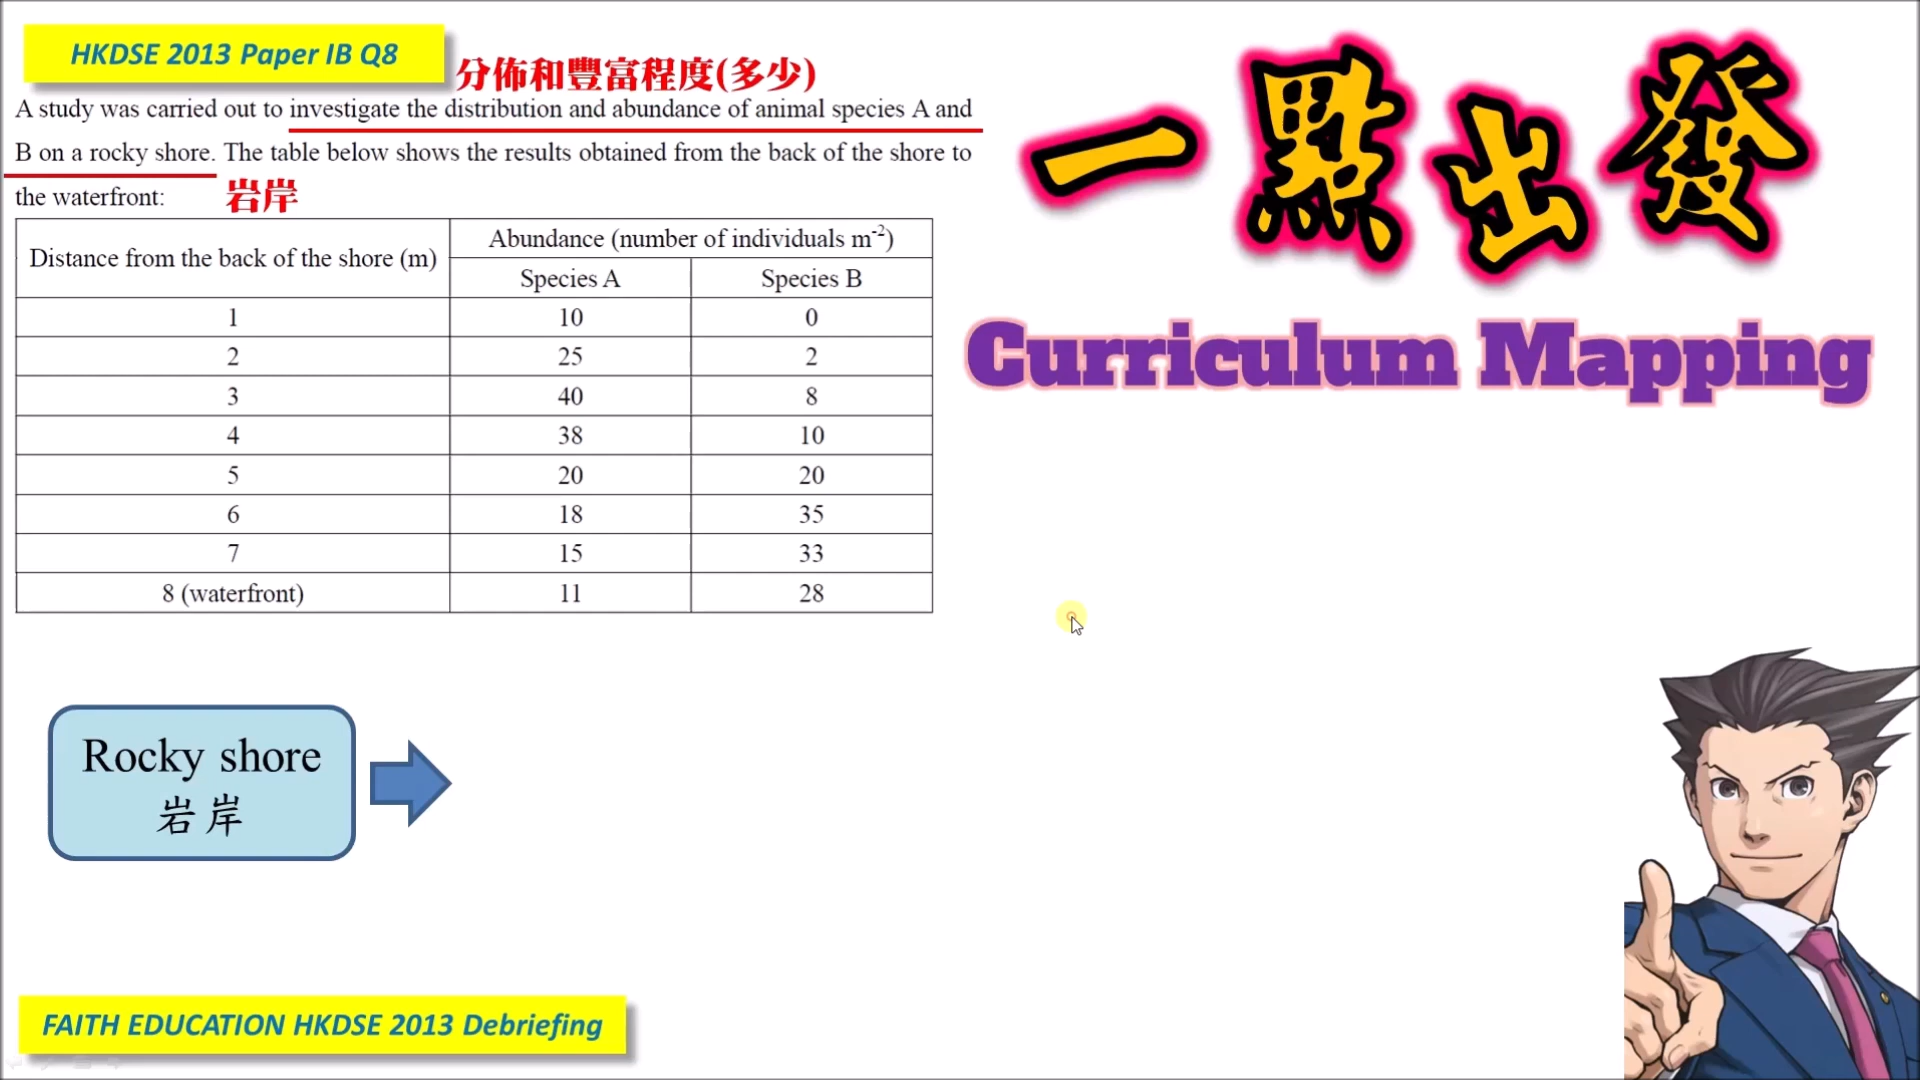 HKDSE 2013 Paper IB Q8
分佈和豐富程度(多少)
A study was carried out to investigate the distribution and abundance of animal species A and
B on a rocky shore. The table below shows the results obtained from the back of the shore to
the waterfront:
岩岸
Distance from the back of the shore (m)
Abundance (number of individuals m⁻²)
Species A Species B
1 10 0
2 25 2
3 40 8
4 38 10
5 20 20
6 18 35
7 15 33
8 (waterfront) 11 28
一點出發
Curriculum Mapping
Rocky shore
岩岸
FAITH EDUCATION HKDSE 2013 Debriefing